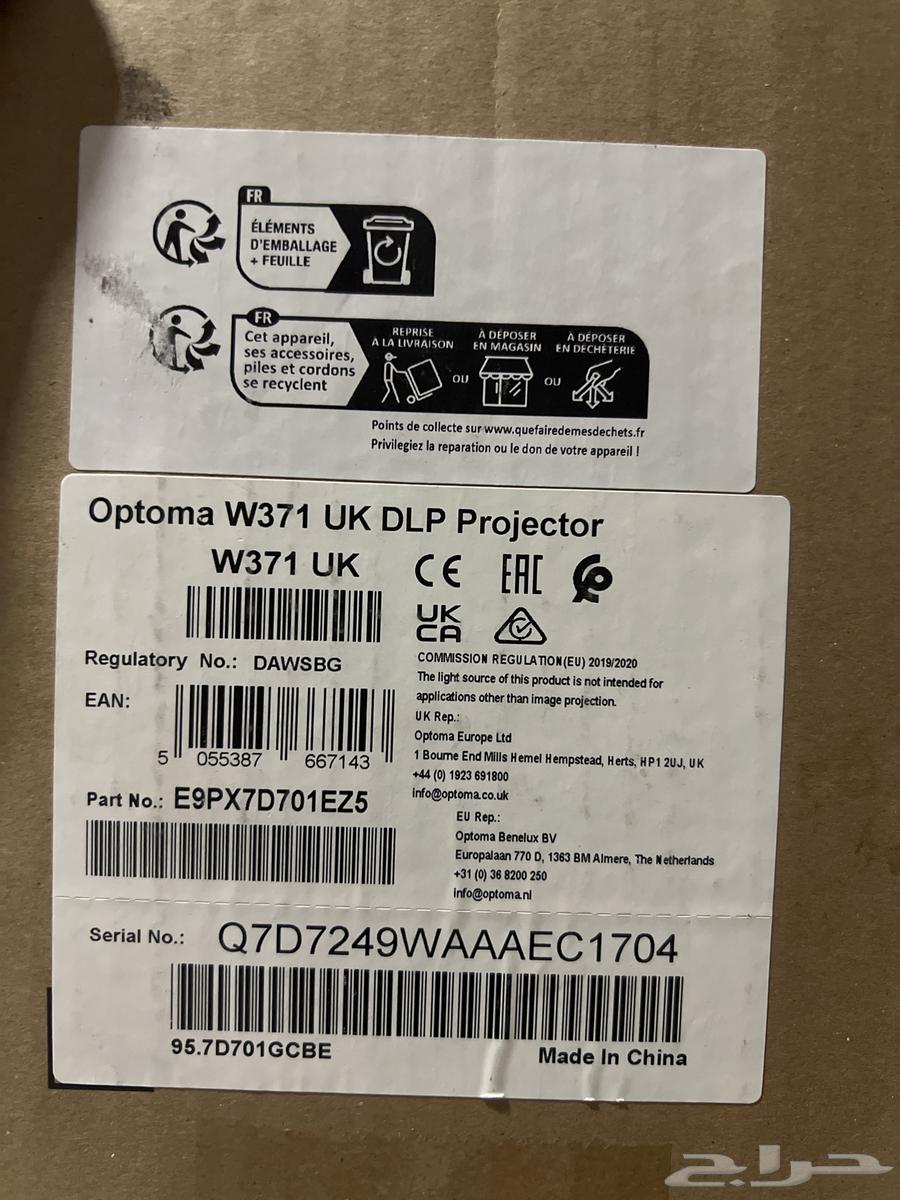 FR
ÉLÉMENTS
D'EMBALLAGE
+ FEUILLE
FR
Cet appareil,
ses accessoires,
piles et cordons
se recyclent
REPRISE
À LA LIVRAISON
OU
À DÉPOSER
EN MAGASIN
OU
À DÉPOSER
EN DÉCHÈTERIE
Points de collecte sur www.quefairedemesdechets.fr
Privilegiez la reparation ou le don de votre appareil !
Optoma W371 UK DLP Projector
W371 UK
CE EAC
UK
CA
Regulatory No.: DAWSBG
EAN:
5 055387 667143
Part No.: E9PX7D701EZ5
COMMISSION REGULATION(EU) 2019/2020
The light source of this product is not intended for
applications other than image projection.
UK Rep.:
Optoma Europe Ltd
1 Bourne End Mills Hemel Hempstead, Herts, HP1 2UJ, UK
+44 (0) 1923 691800
info@optoma.co.uk
EU Rep.:
Optoma Benelux BV
Europalaan 770 D, 1363 BM Almere, The Netherlands
+31 (0) 36 8200 250
info@optoma.nl
Serial No.: Q7D7249WAAAEC1704
95.7D701GCBE
Made In China
حراج